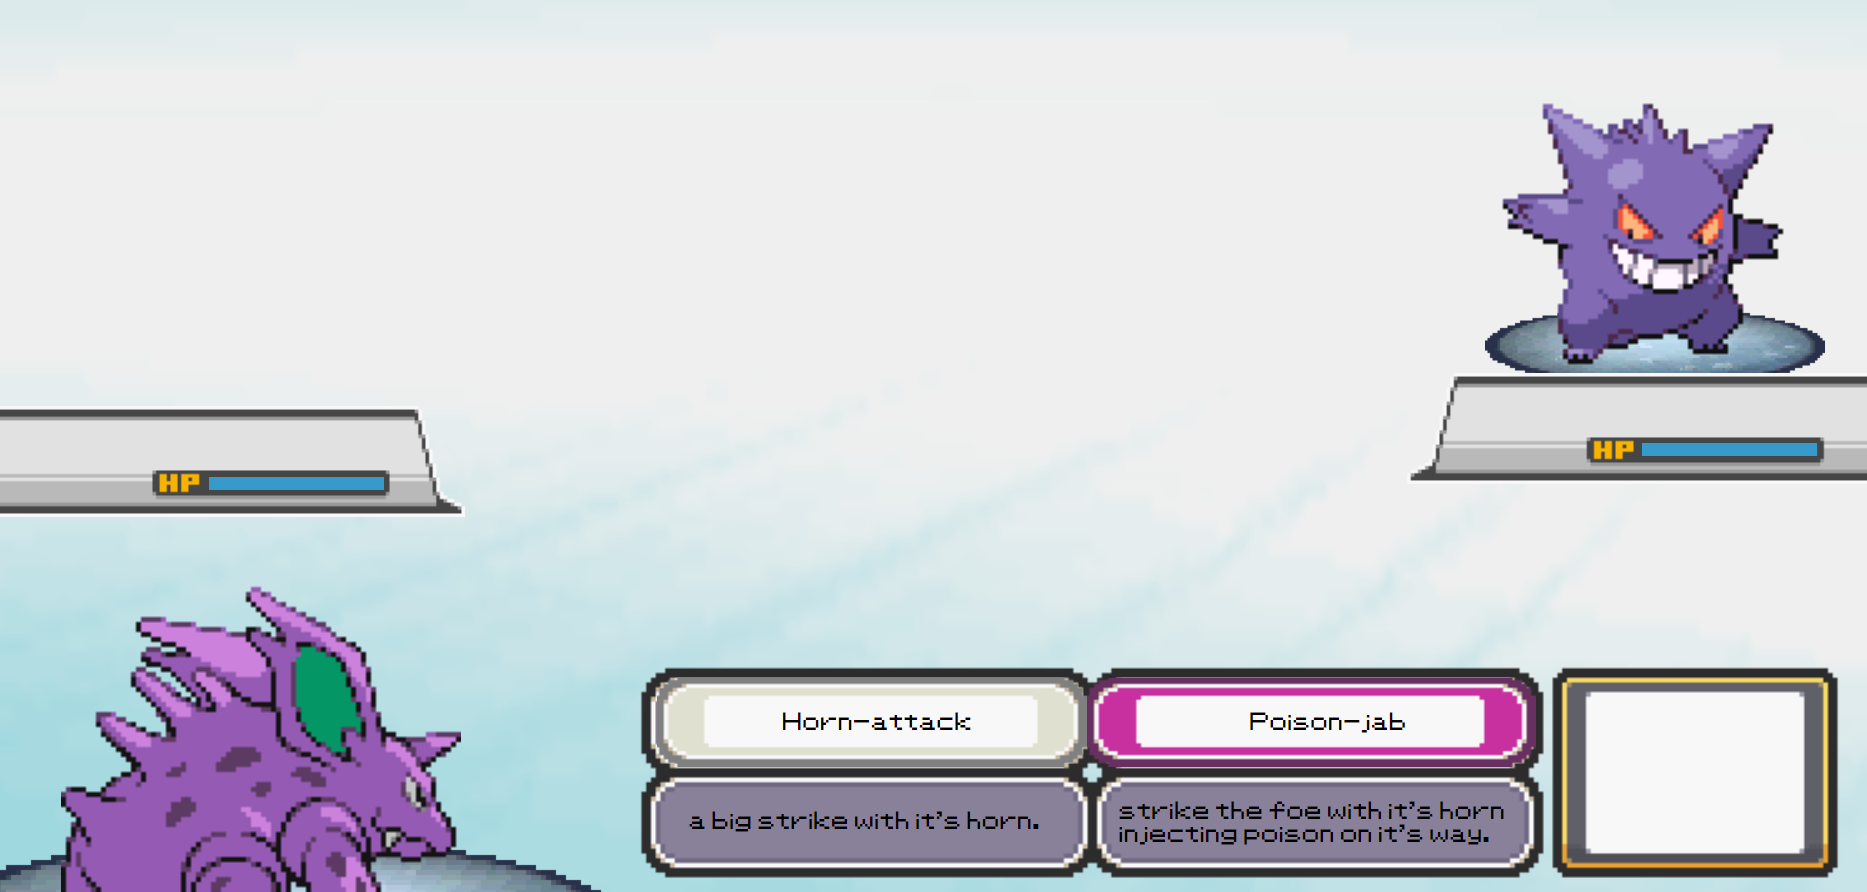 HP
HP
Horn-attack
Poison-jab
a big strike with it's horn.
strike the foe with it's horn
injecting poison on it's way.